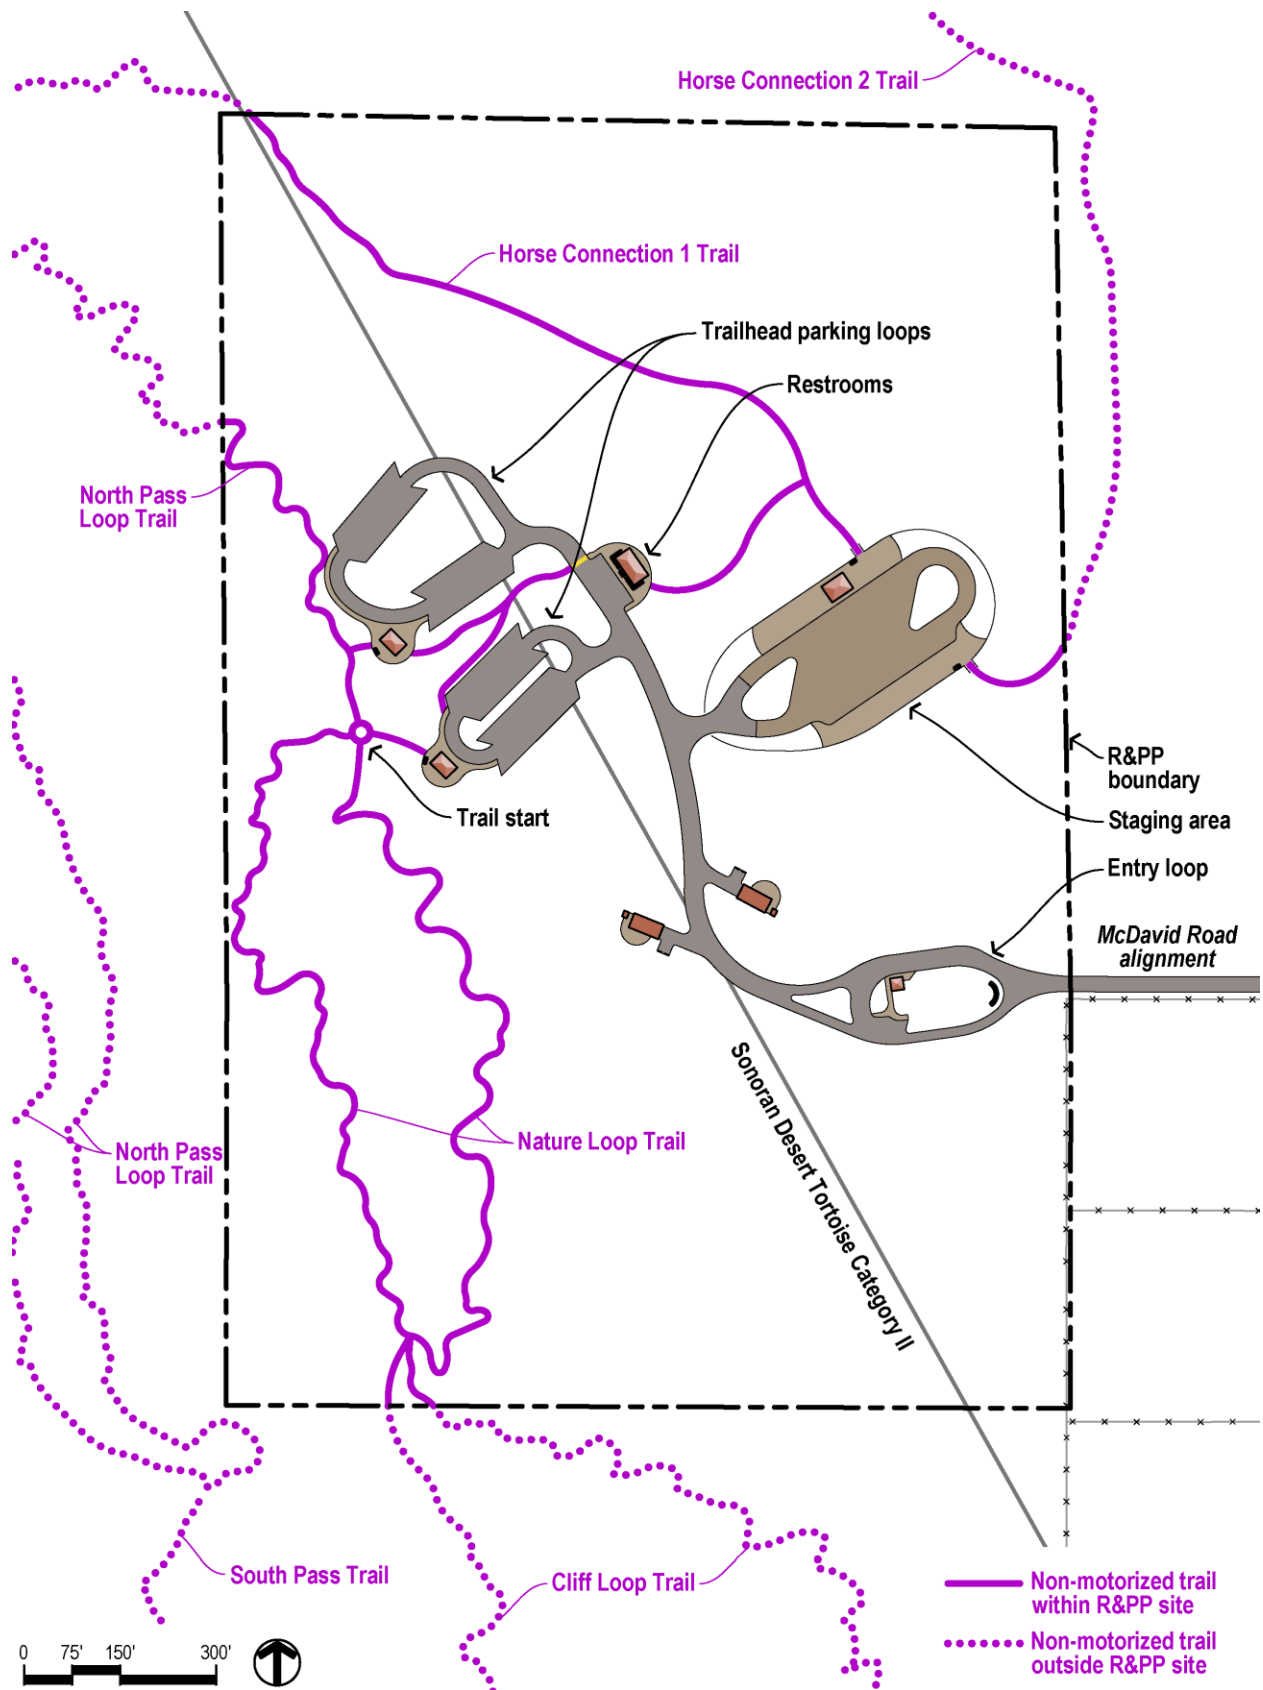 Horse Connection 2 Trail
Horse Connection 1 Trail
Trailhead parking loops
Restrooms
North Pass
Loop Trail
R&PP
boundary
Trail start
Staging area
Entry loop
McDavid Road
alignment
Sonoran Desert Tortoise Category II
Nature Loop Trail
North Pass
Loop Trail
South Pass Trail
Cliff Loop Trail
Non-motorized trail
within R&PP site
Non-motorized trail
outside R&PP site
0 75' 150' 300'